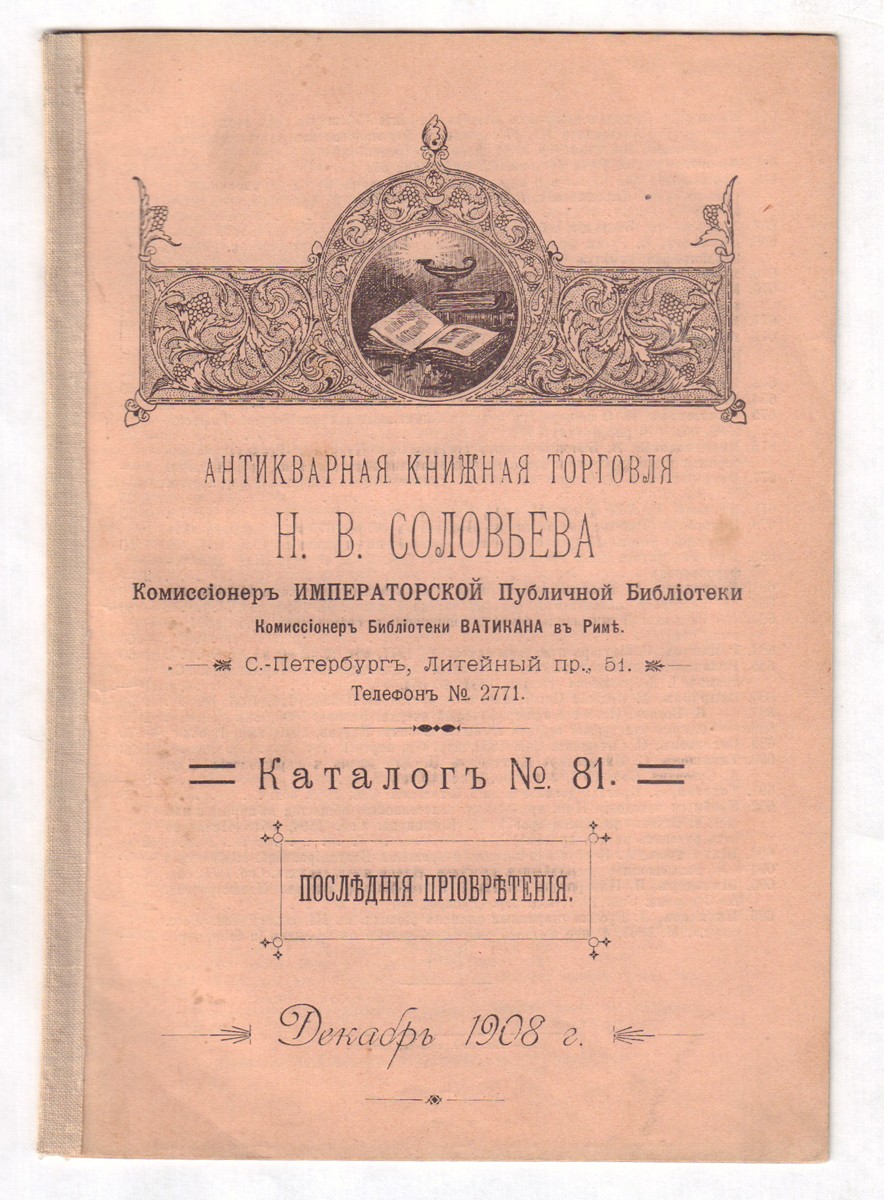 АНТИКВАРНАЯ КНИЖНАЯ ТОРГОВЛЯ
Н. В. СОЛОВЬЕВА
Комиссіонеръ ИМПЕРАТОРСКОЙ Публичной Библіотеки
Комиссіонеръ Библіотеки ВАТИКАНА въ Римѣ.
С.-Петербургъ, Литейный пр., 51.
Телефонъ № 2771.
Каталогъ №. 81.
ПОСЛѢДНІЯ ПРІОБРѢТЕНІЯ.
Декабрь 1908 г.